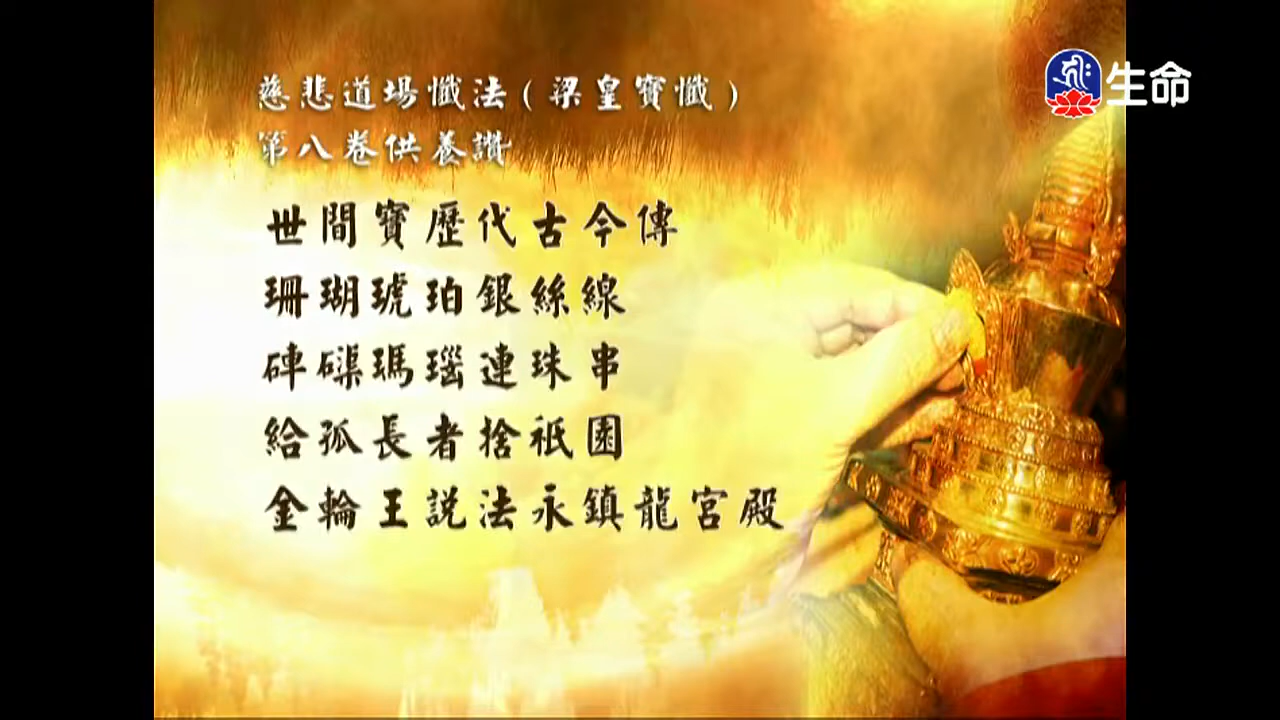 慈悲道場懺法(梁皇寶懺)
生命
第八卷供養讚
世間寶歷代古今傳
珊瑚琥珀銀絲線
硨磲瑪瑙連珠串
給孤長者捨祇園
金輪王說法永鎮龍宮殿